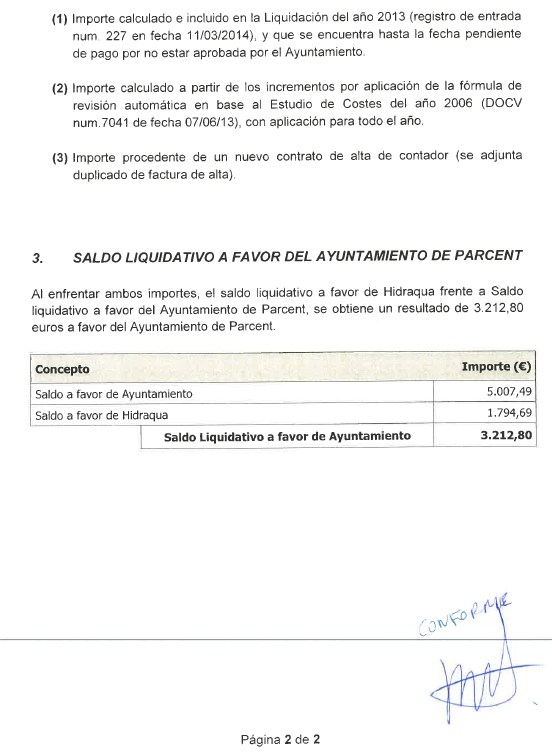 (1) Importe calculado e incluido en la Liquidación del año 2013 (registro de entrada
num. 227 en fecha 11/03/2014), y que se encuentra hasta la fecha pendiente
de pago por no estar aprobada por el Ayuntamiento.
(2) Importe calculado a partir de los incrementos por aplicación de la fórmula de
revisión automática en base al Estudio de Costes del año 2006 (DOCV
num.7041 de fecha 07/06/13), con aplicación para todo el año.
(3) Importe procedente de un nuevo contrato de alta de contador (se adjunta
duplicado de factura de alta).
3. SALDO LIQUIDATIVO A FAVOR DEL AYUNTAMIENTO DE PARCENT
Al enfrentar ambos importes, el saldo liquidativo a favor de Hidraqua frente a Saldo
liquidativo a favor del Ayuntamiento de Parcent, se obtiene un resultado de 3.212,80
euros a favor del Ayuntamiento de Parcent.
Concepto Importe (€)
Saldo a favor de Ayuntamiento 5.007,49
Saldo a favor de Hidraqua 1.794,69
Saldo Liquidativo a favor de Ayuntamiento 3.212,80
CONFORME
Página 2 de 2